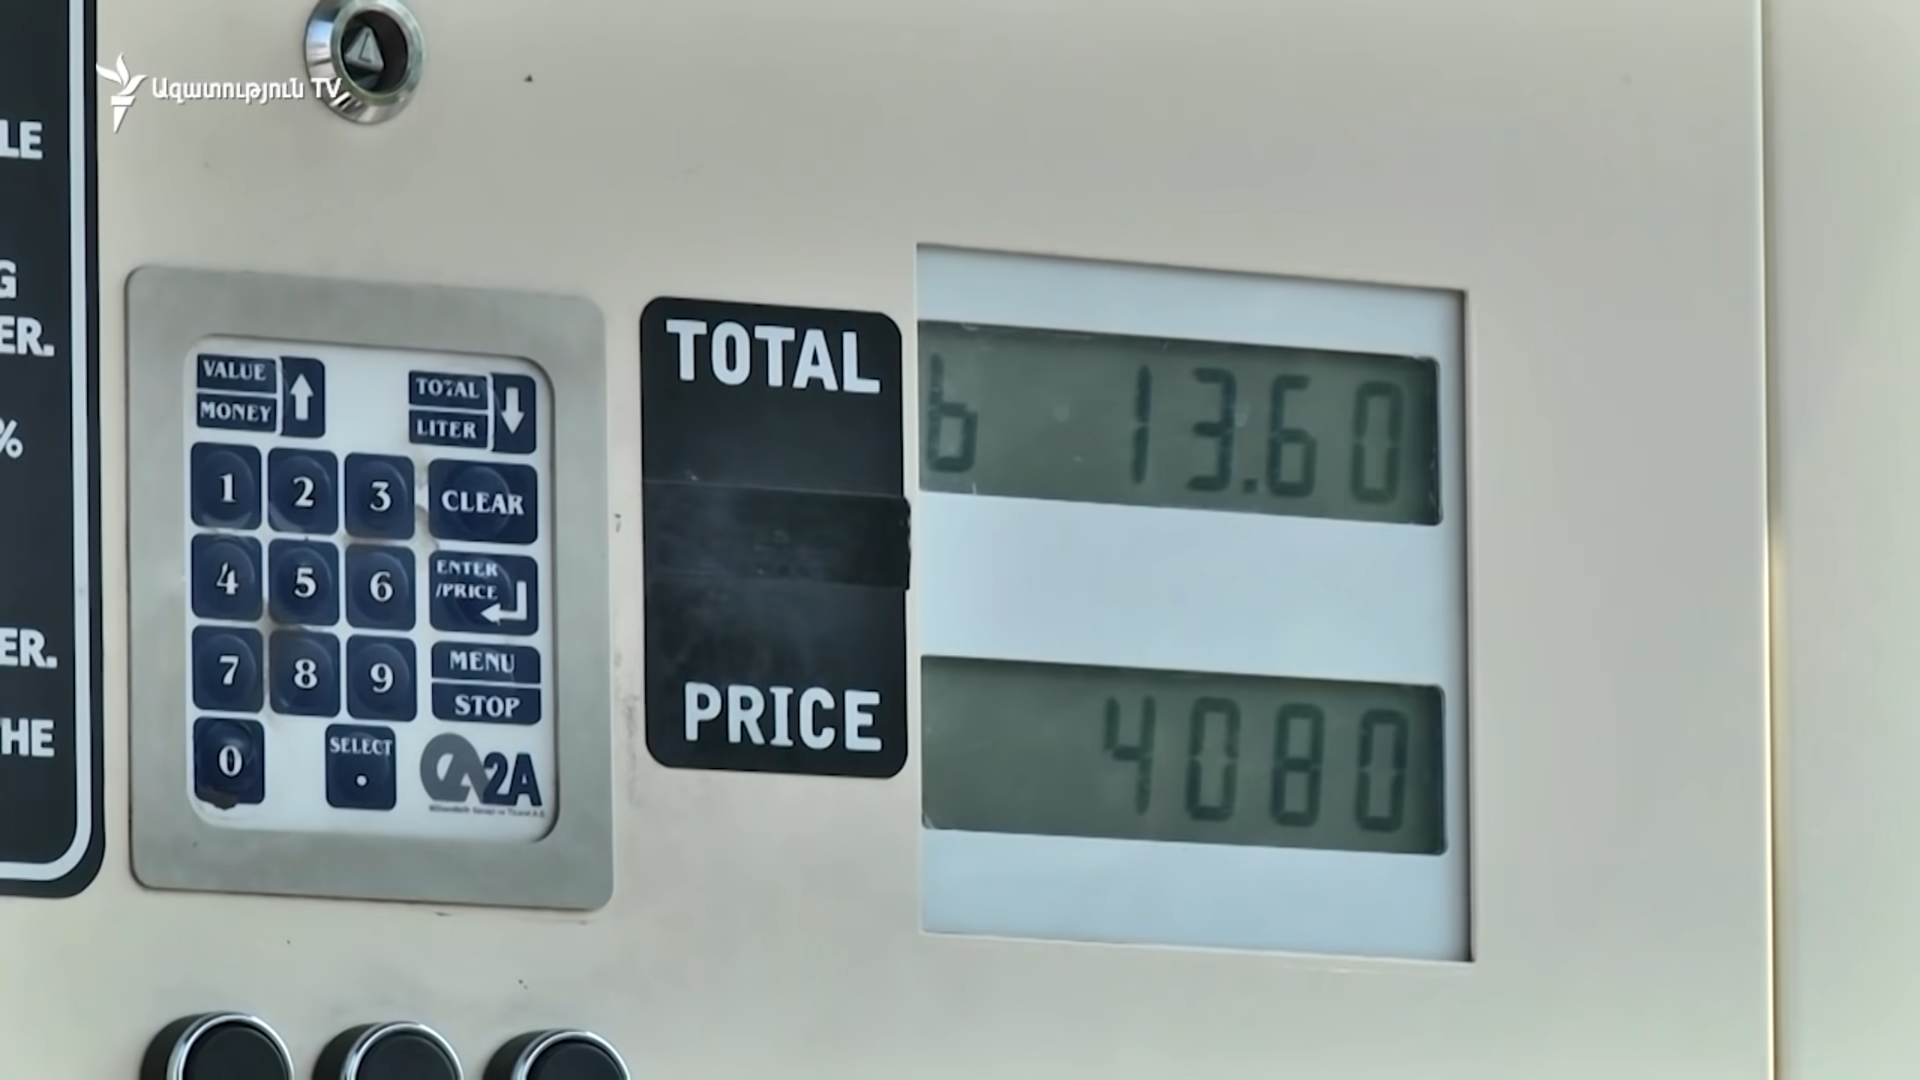 Ազատություն TV
LE
G
ER.
%
ER.
HE
VALUE
MONEY
TOTAL
LITER
1 2 3 CLEAR
4 5 6 ENTER
/PRICE
7 8 9 MENU
STOP
0 SELECT
.
2A
TOTAL
PRICE
b 13.60
4080